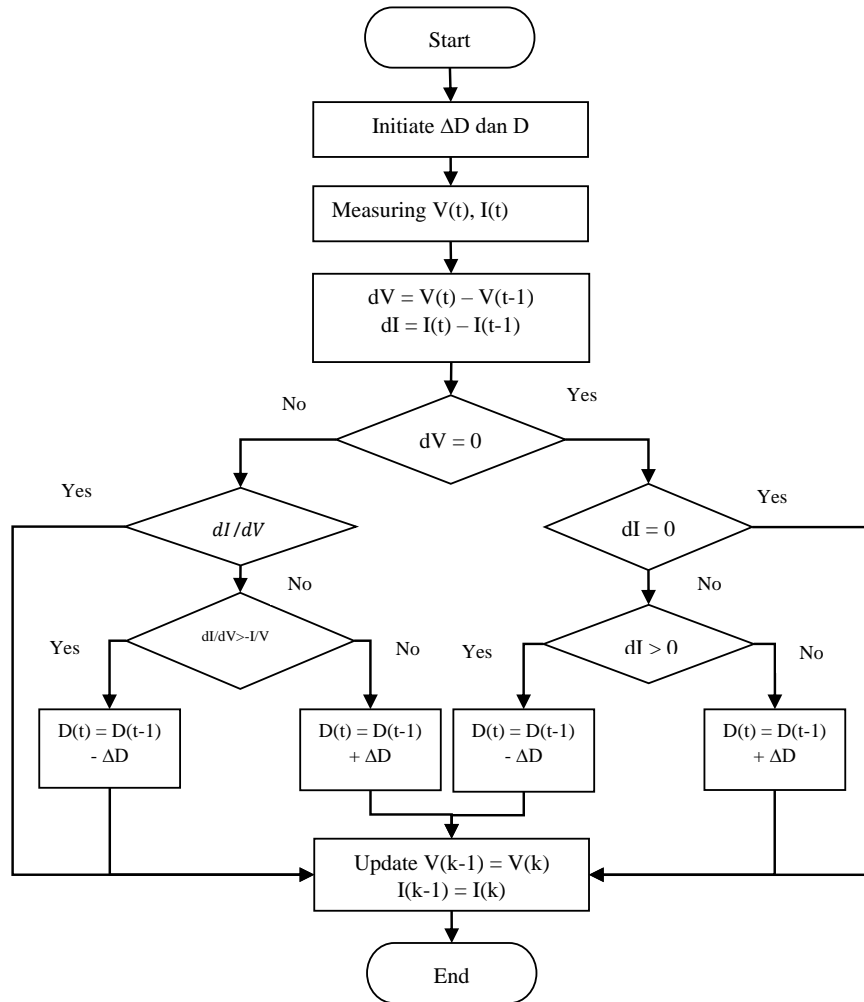 Start
Initiate ΔD dan D
Measuring V(t), I(t)
dV = V(t) – V(t-1)
dI = I(t) – I(t-1)
No
Yes
dV = 0
Yes
Yes
dI/dV
dI = 0
No
No
dI/dV>-I/V
dI > 0
Yes
No
Yes
No
D(t) = D(t-1)
- ΔD
D(t) = D(t-1)
+ ΔD
D(t) = D(t-1)
- ΔD
D(t) = D(t-1)
+ ΔD
Update V(k-1) = V(k)
I(k-1) = I(k)
End